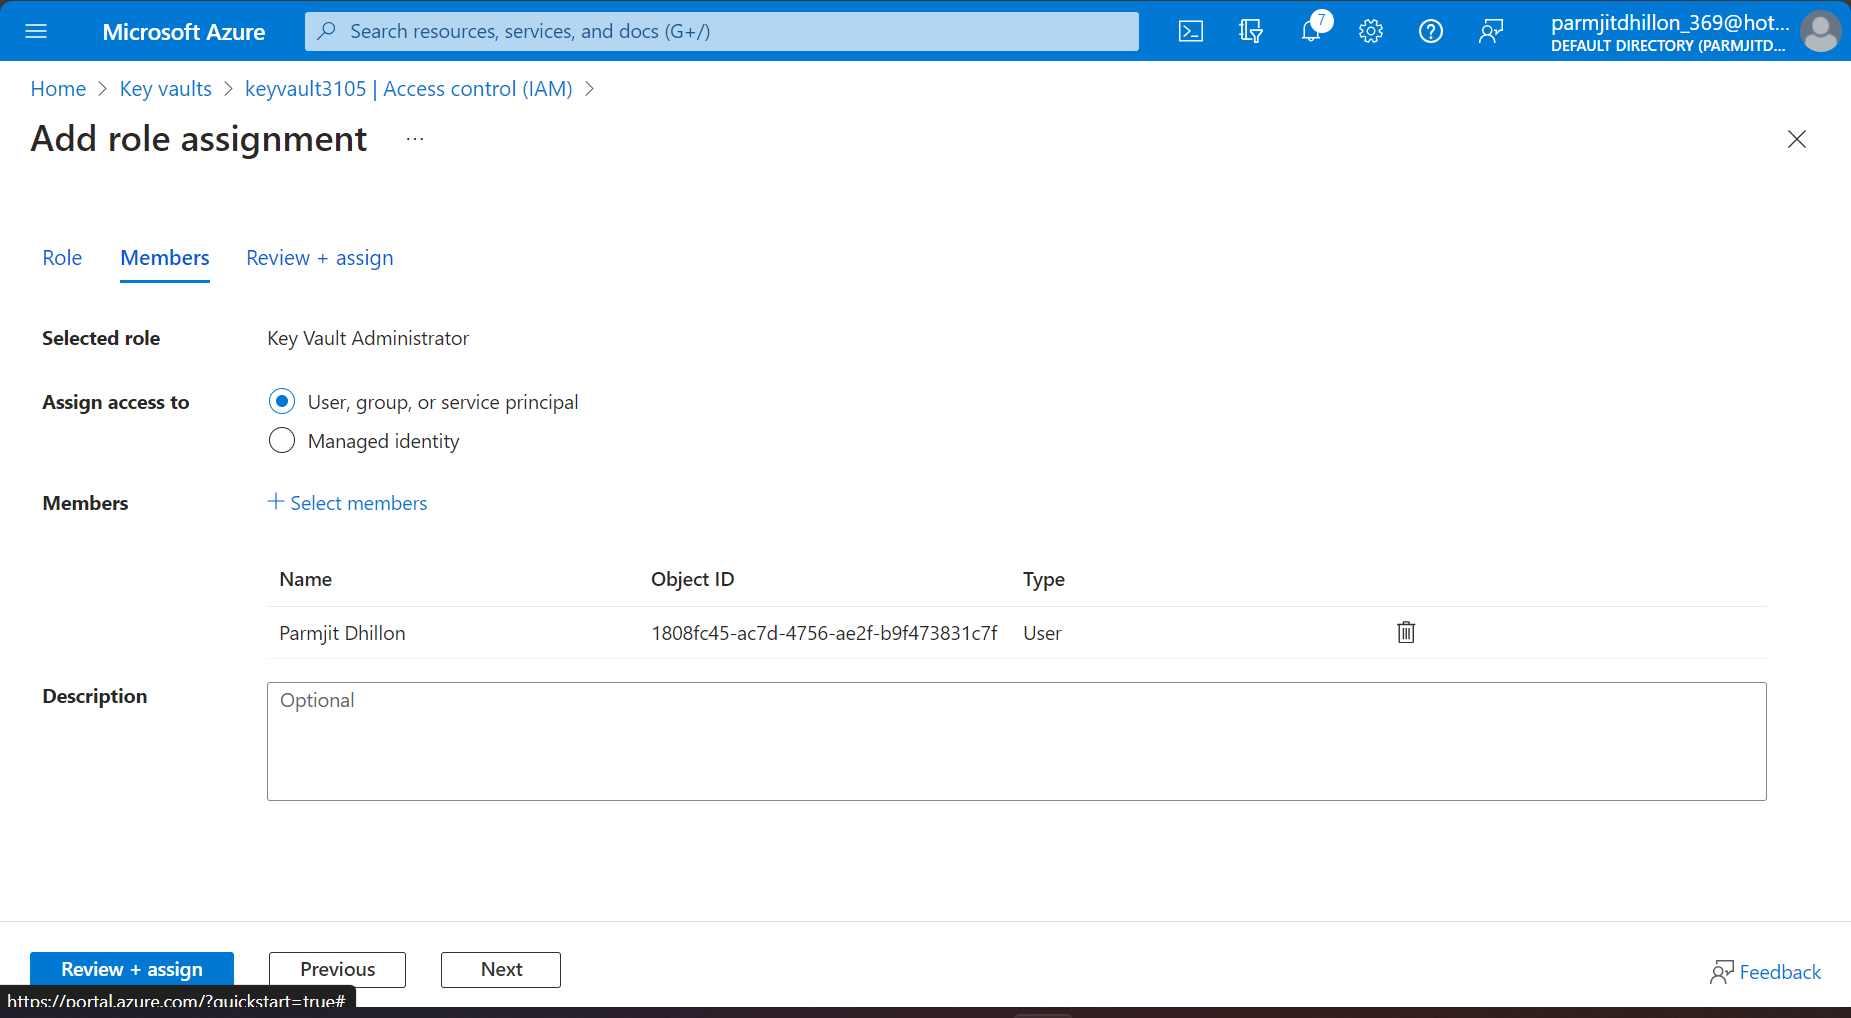 Microsoft Azure
Search resources, services, and docs (G+/)
7
parmjitdhillon_369@hot...
DEFAULT DIRECTORY (PARMJITD...
Home > Key vaults > keyvault3105 | Access control (IAM) >
Add role assignment ...
Role Members Review + assign
Selected role Key Vault Administrator
Assign access to User, group, or service principal
Managed identity
Members + Select members
Name Object ID Type
Parmjit Dhillon 1808fc45-ac7d-4756-ae2f-b9f473831c7f User
Description Optional
Review + assign Previous Next Feedback
https://portal.azure.com/?quickstart=true#